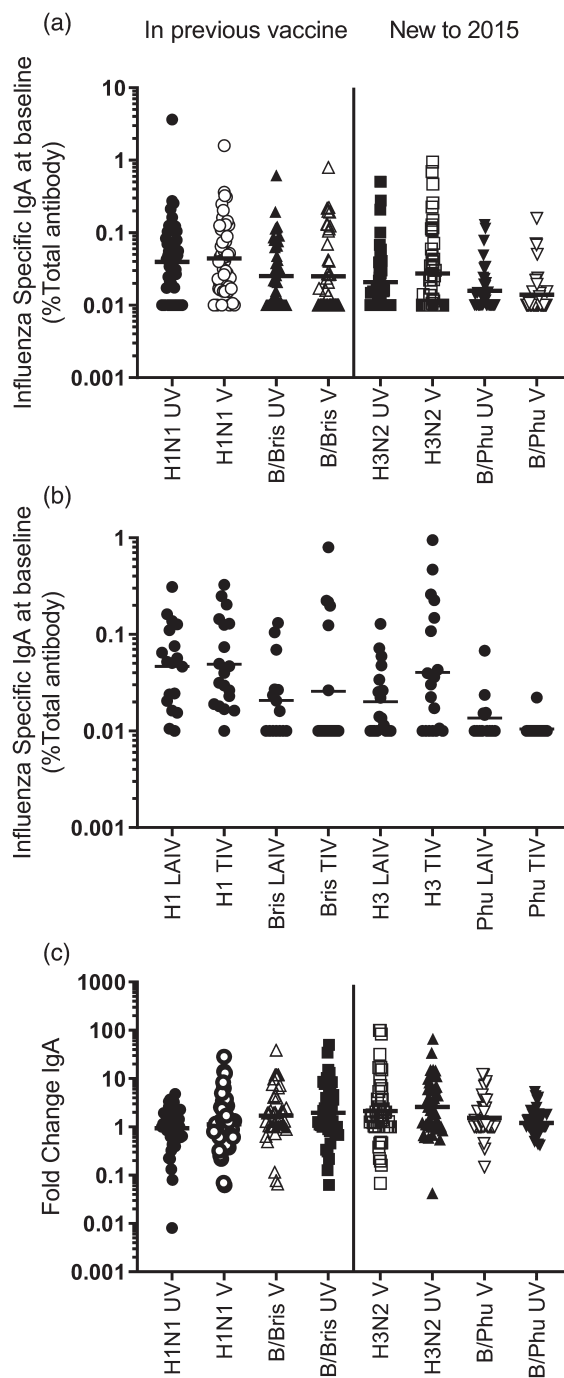 (a)
In previous vaccine
New to 2015
Influenza Specific IgA at baseline
(%Total antibody)
10
1
0.1
0.01
0.001
H1N1 UV
H1N1 V
B/Bris UV
B/Bris V
H3N2 UV
H3N2 V
B/Phu UV
B/Phu V
(b)
Influenza Specific IgA at baseline
(%Total antibody)
1
0.1
0.01
0.001
H1 LAIV
H1 TIV
Bris LAIV
Bris TIV
H3 LAIV
H3 TIV
Phu LAIV
Phu TIV
(c)
Fold Change IgA
1000
100
10
1
0.1
0.01
0.001
H1N1 UV
H1N1 V
B/Bris V
B/Bris UV
H3N2 V
H3N2 UV
B/Phu V
B/Phu UV